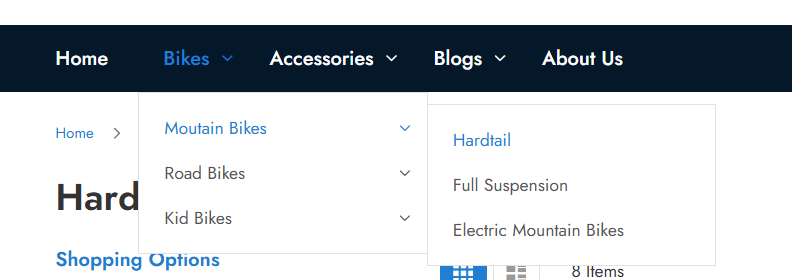 Home Bikes Accessories Blogs About Us
Home
Moutain Bikes
Road Bikes
Kid Bikes
Hardtail
Full Suspension
Electric Mountain Bikes
Hard
Shopping Options
8 Items